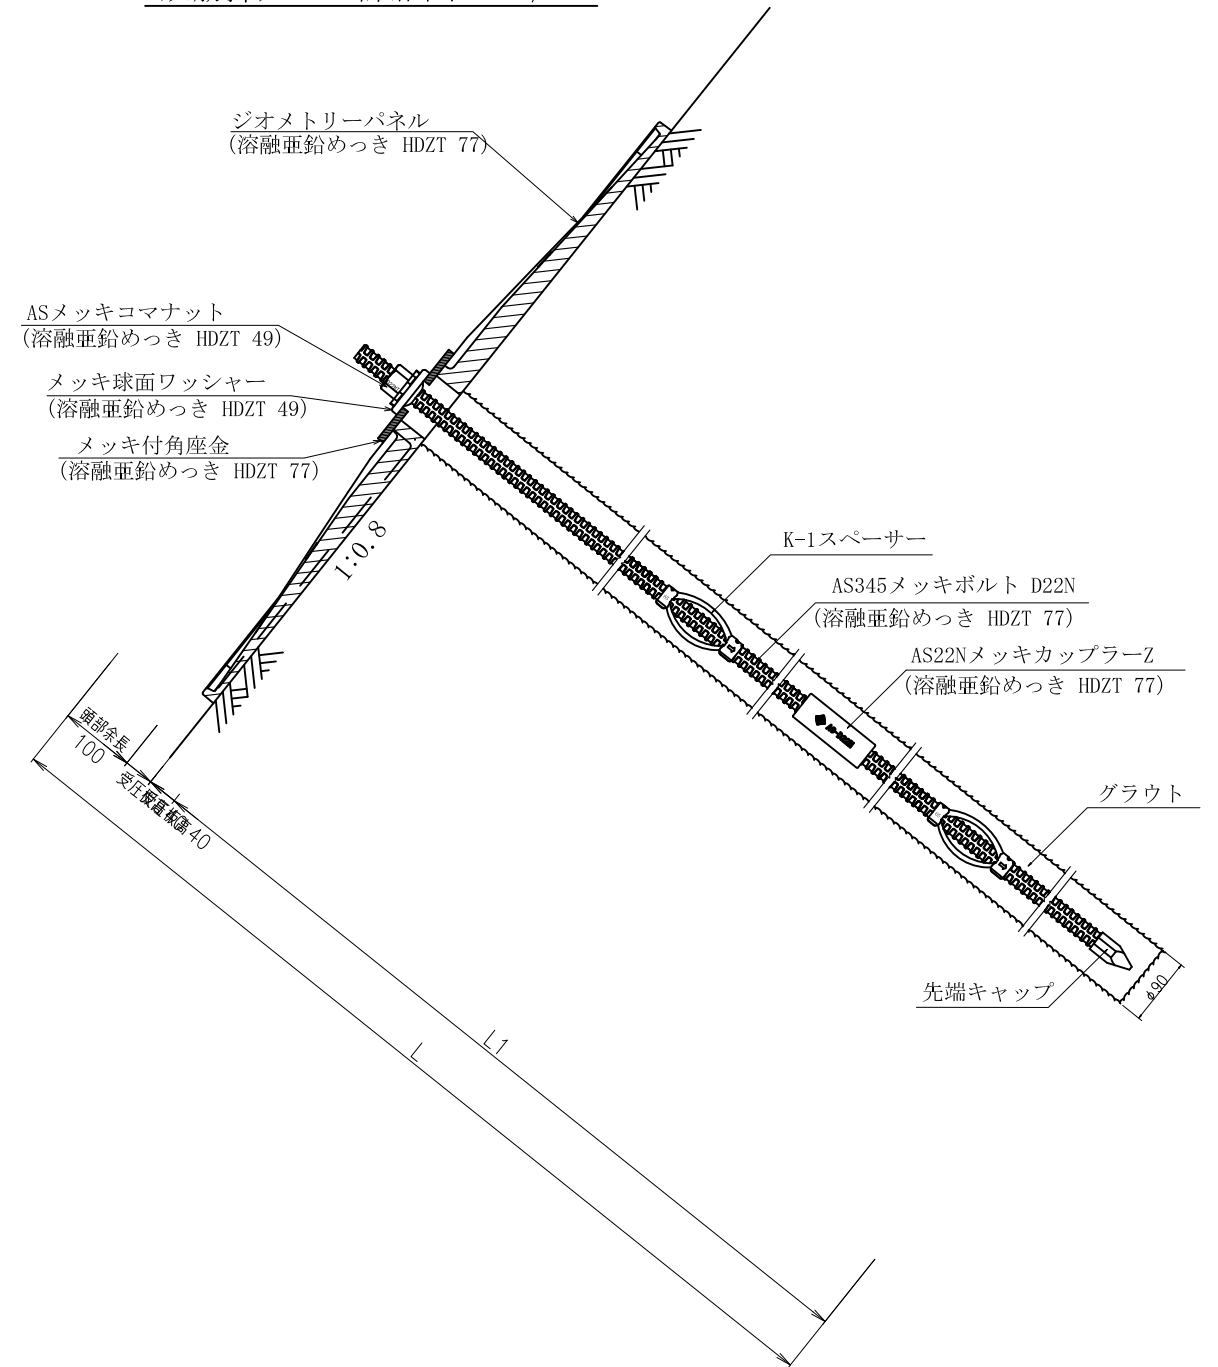 ジオメトリーパネル
(溶融亜鉛めっき HDZT 77)
ASメッキコマナット
(溶融亜鉛めっき HDZT 49)
メッキ球面ワッシャー
(溶融亜鉛めっき HDZT 49)
メッキ付角座金
(溶融亜鉛めっき HDZT 77)
1:0.8
K-1スペーサー
AS345メッキボルト D22N
(溶融亜鉛めっき HDZT 77)
AS22NメッキカップラーZ
(溶融亜鉛めっき HDZT 77)
グラウト
先端キャップ
φ90
頭部余長
100
受圧
40
L1
L